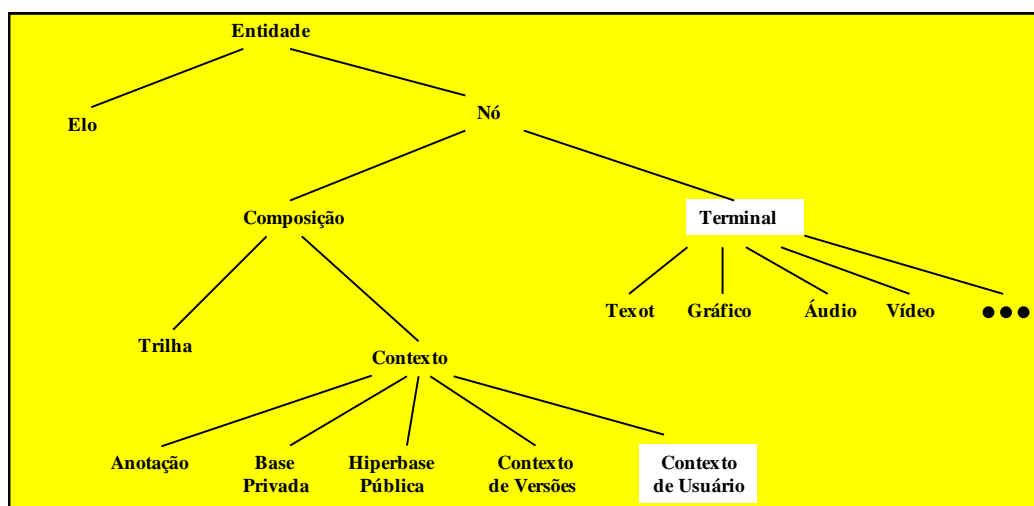 Entidade
Elo
Nó
Composição
Terminal
Texot
Gráfico
Áudio
Vídeo
●●●
Trilha
Contexto
Anotação
Base
Privada
Hiperbase
Pública
Contexto
de Versões
Contexto
de Usuário